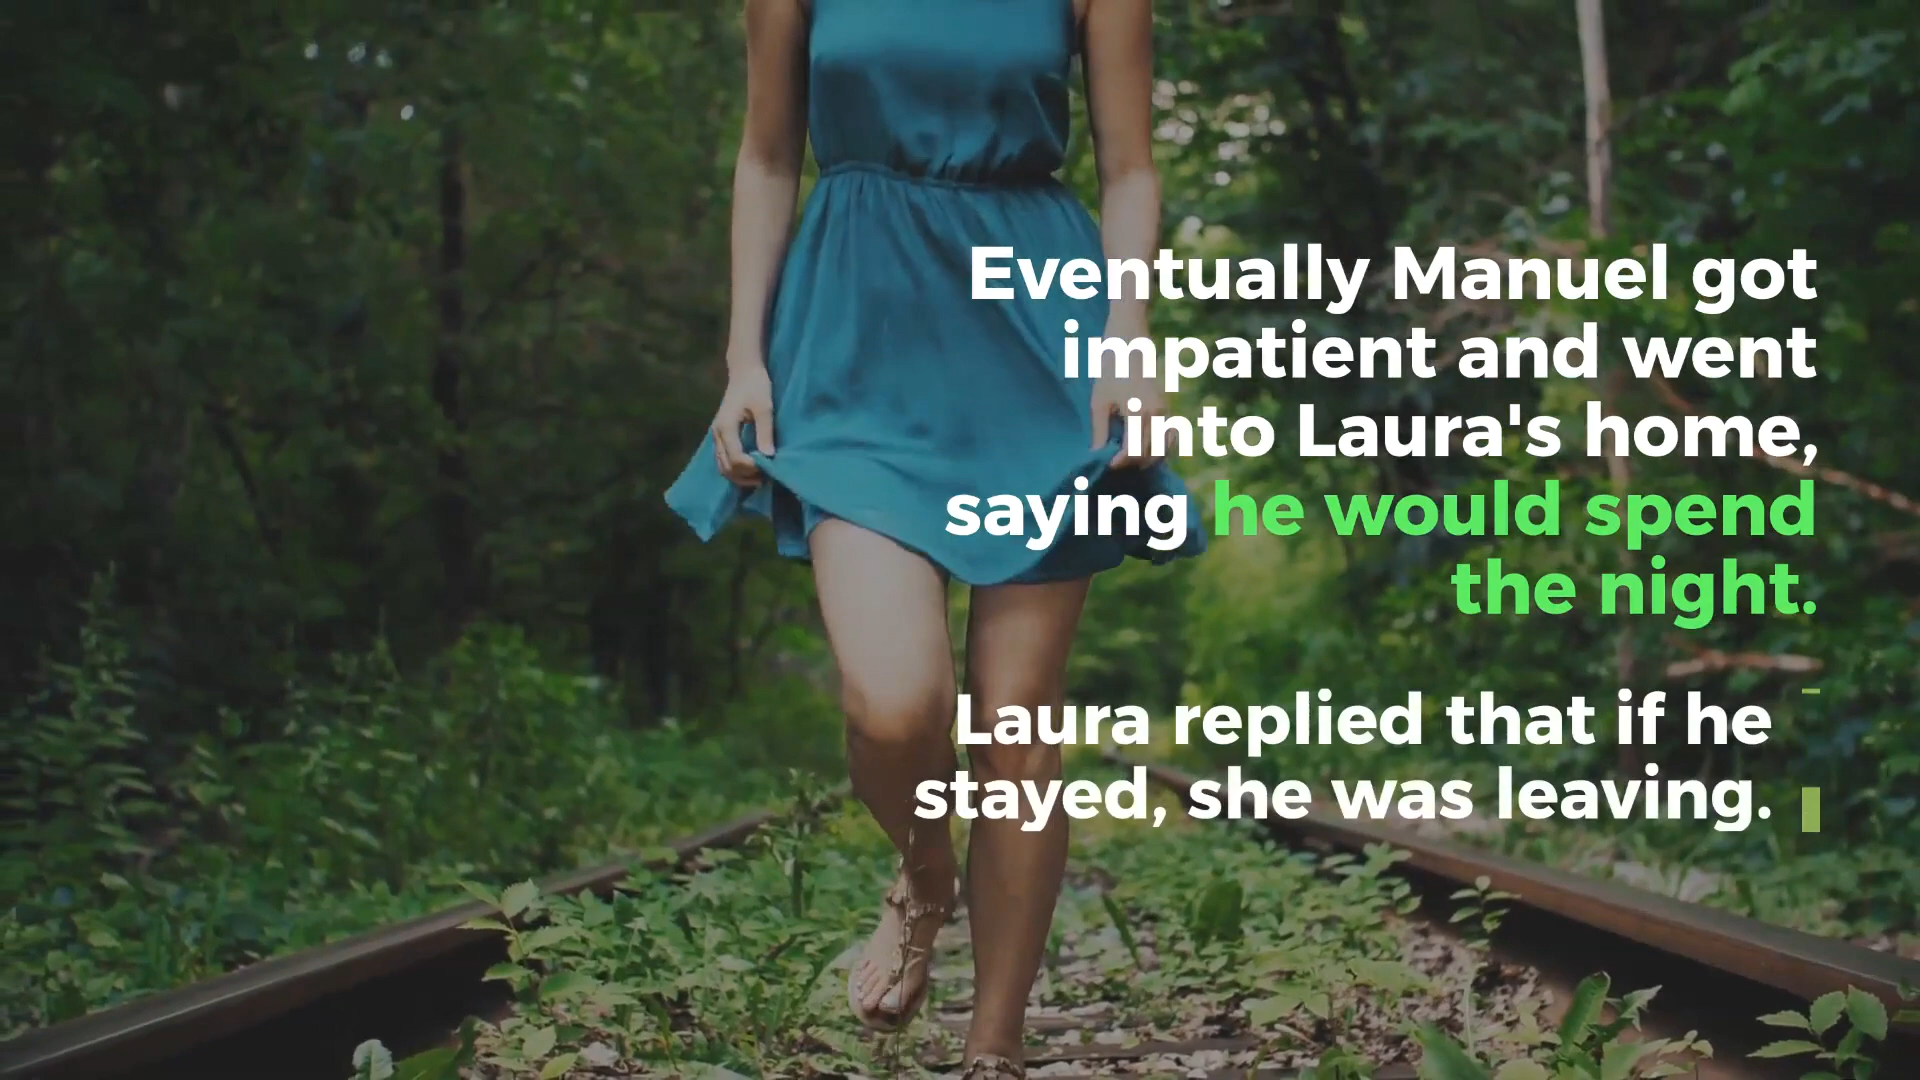 Eventually Manuel got
impatient and went
into Laura's home,
saying he would spend
the night.
Laura replied that if he
stayed, she was leaving.